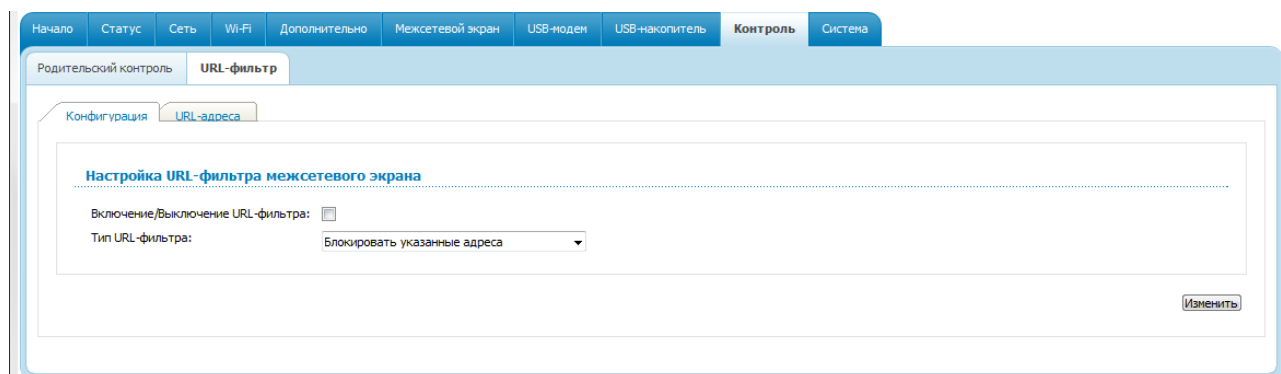 Начало Статус Сеть Wi-Fi Дополнительно Межсетевой экран USB-модем USB-накопитель Контроль Система
Родительский контроль URL-фильтр
Конфигурация URL-адреса
Настройка URL-фильтра межсетевого экрана
Включение/Выключение URL-фильтра:
Тип URL-фильтра: Блокировать указанные адреса
Изменить